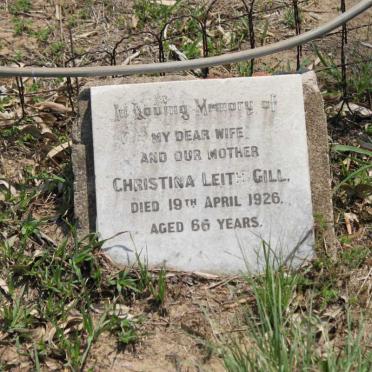 In Loving Memory of
MY DEAR WIFE
AND OUR MOTHER
CHRISTINA LEITH GILL.
DIED 19TH APRIL 1926.
AGED 66 YEARS.